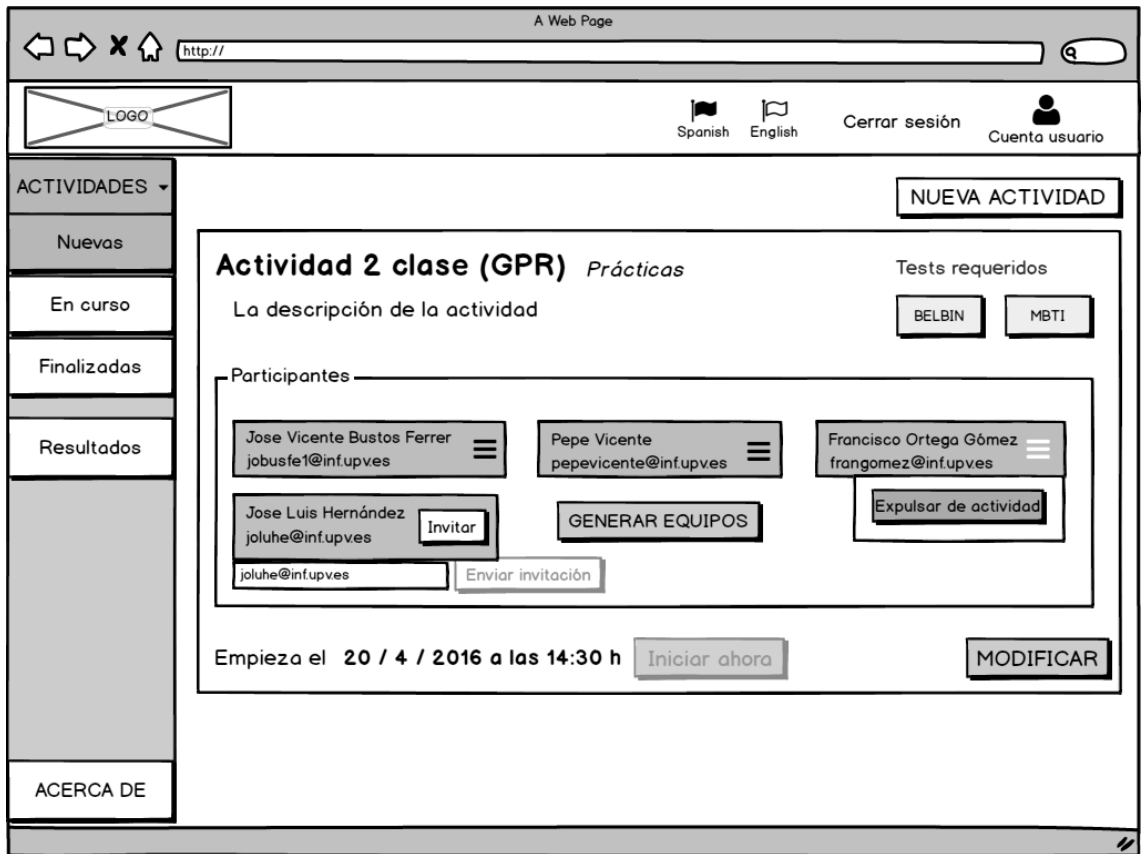 A Web Page
http://
LOGO
Spanish
English
Cerrar sesión
Cuenta usuario
ACTIVIDADES
Nuevas
En curso
Finalizadas
Resultados
ACERCA DE
NUEVA ACTIVIDAD
Actividad 2 clase (GPR) Prácticas
Tests requeridos
La descripción de la actividad
BELBIN
MBTI
Participantes
Jose Vicente Bustos Ferrer
jobusfe1@inf.upv.es
Pepe Vicente
pepevicente@inf.upv.es
Francisco Ortega Gómez
frangomez@inf.upv.es
Expulsar de actividad
Jose Luis Hernández
joluhe@inf.upv.es
Invitar
GENERAR EQUIPOS
joluhe@inf.upv.es
Enviar invitación
Empieza el 20 / 4 / 2016 a las 14:30 h
Iniciar ahora
MODIFICAR